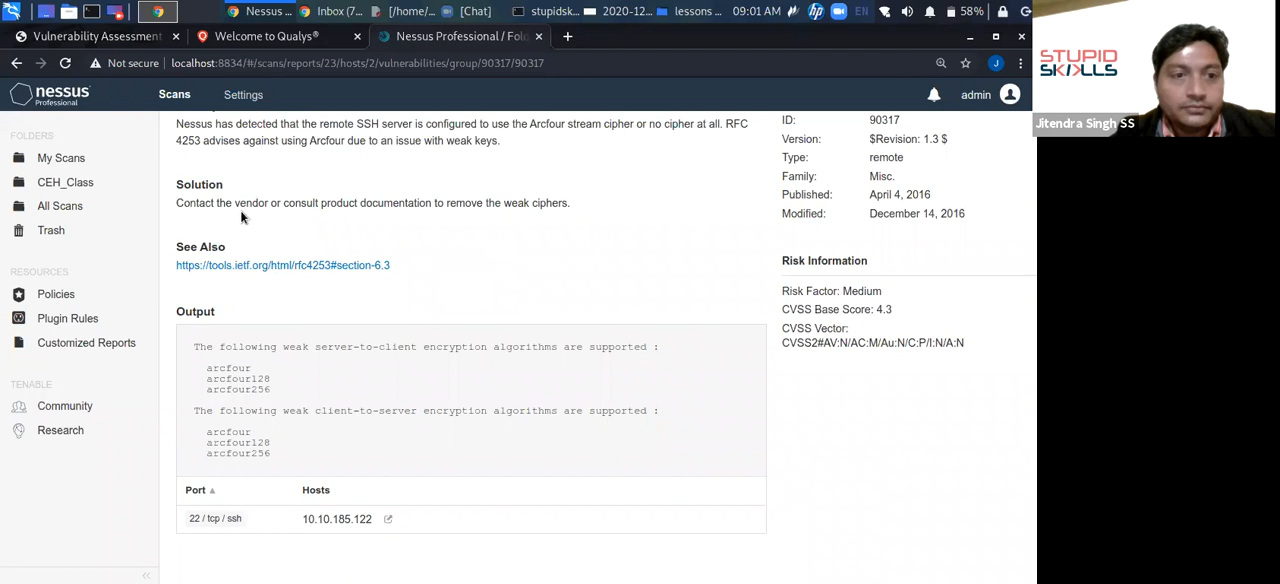 Nessus ...
Inbox (7...
[/home/...
[Chat]
stupidsk...
2020-12...
lessons ...
09:01 AM
EN
58%
Vulnerability Assessment
Welcome to Qualys®
Nessus Professional / Fol
Not secure
localhost:8834/#/scans/reports/23/hosts/2/vulnerabilities/group/90317/90317
J
nessus
Professional
Scans
Settings
admin
FOLDERS
My Scans
CEH_Class
All Scans
Trash
RESOURCES
Policies
Plugin Rules
Customized Reports
TENABLE
Community
Research
Nessus has detected that the remote SSH server is configured to use the Arcfour stream cipher or no cipher at all. RFC
4253 advises against using Arcfour due to an issue with weak keys.
Solution
Contact the vendor or consult product documentation to remove the weak ciphers.
See Also
https://tools.ietf.org/html/rfc4253#section-6.3
Output
The following weak server-to-client encryption algorithms are supported :
arcfour
arcfour128
arcfour256
The following weak client-to-server encryption algorithms are supported :
arcfour
arcfour128
arcfour256
Port
Hosts
22 / tcp / ssh
10.10.185.122
ID: 90317
Version: $Revision: 1.3 $
Type: remote
Family: Misc.
Published: April 4, 2016
Modified: December 14, 2016
Risk Information
Risk Factor: Medium
CVSS Base Score: 4.3
CVSS Vector:
CVSS2#AV:N/AC:M/Au:N/C:P/I:N/A:N
STUPID
SKILLS
Jitendra Singh SS